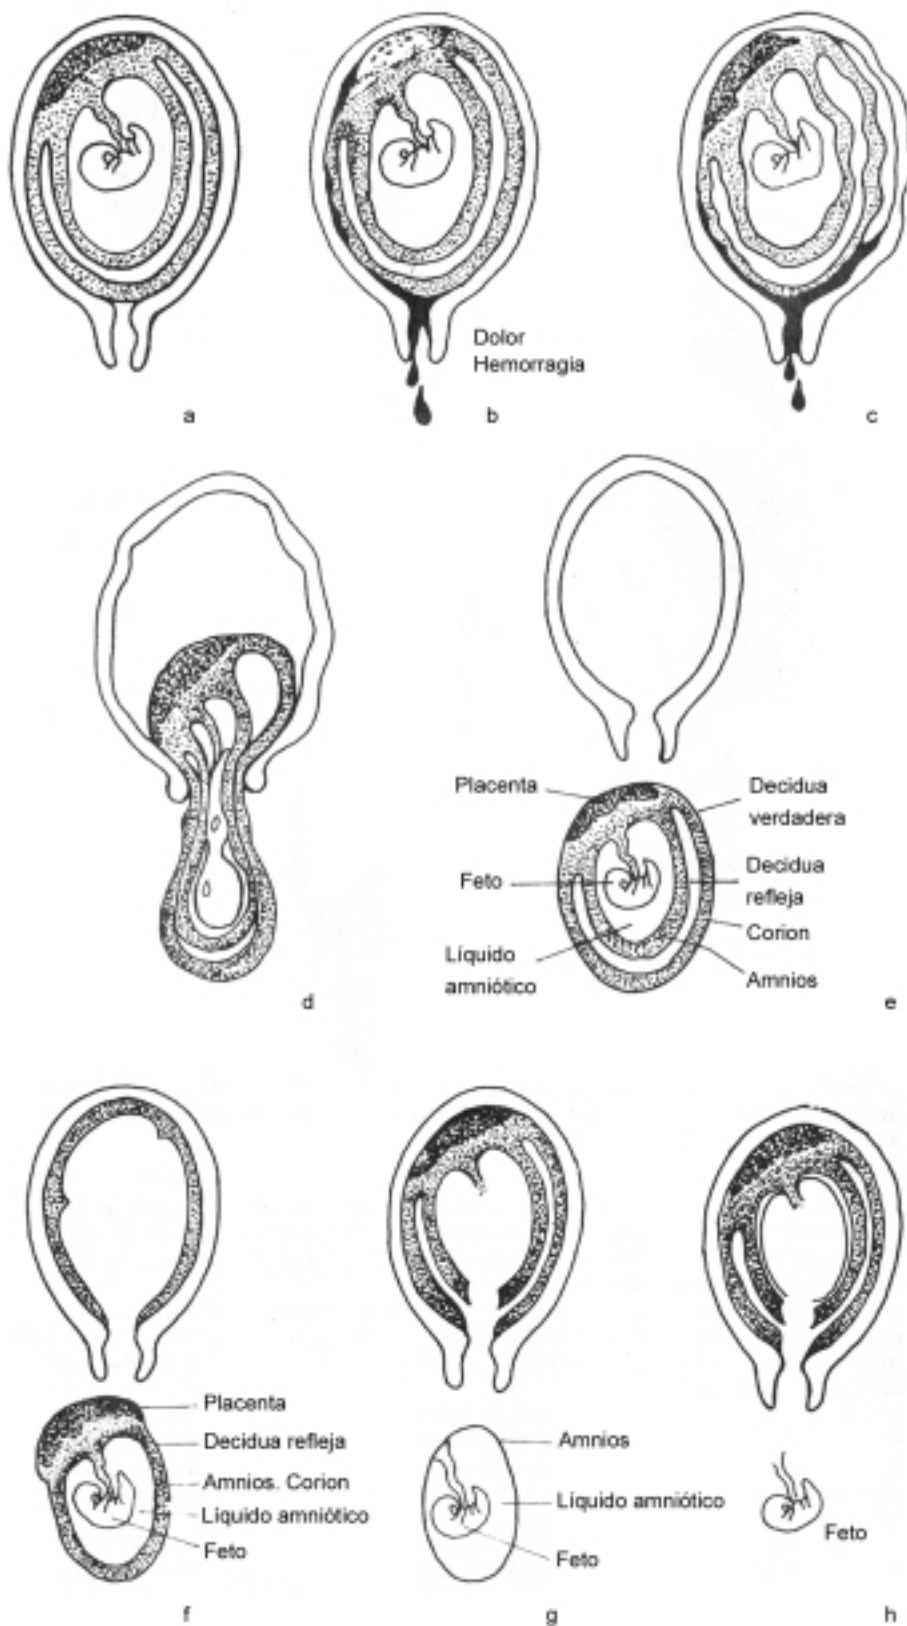 a
Dolor
Hemorragia
b
c
d
Placenta
Feto
Líquido
amniótico
Decidua
verdadera
Decidua
refleja
Corion
Amnios
e
Placenta
Decidua refleja
Amnios. Corion
Líquido amniótico
Feto
f
Amnios
Líquido amniótico
Feto
g
Feto
h